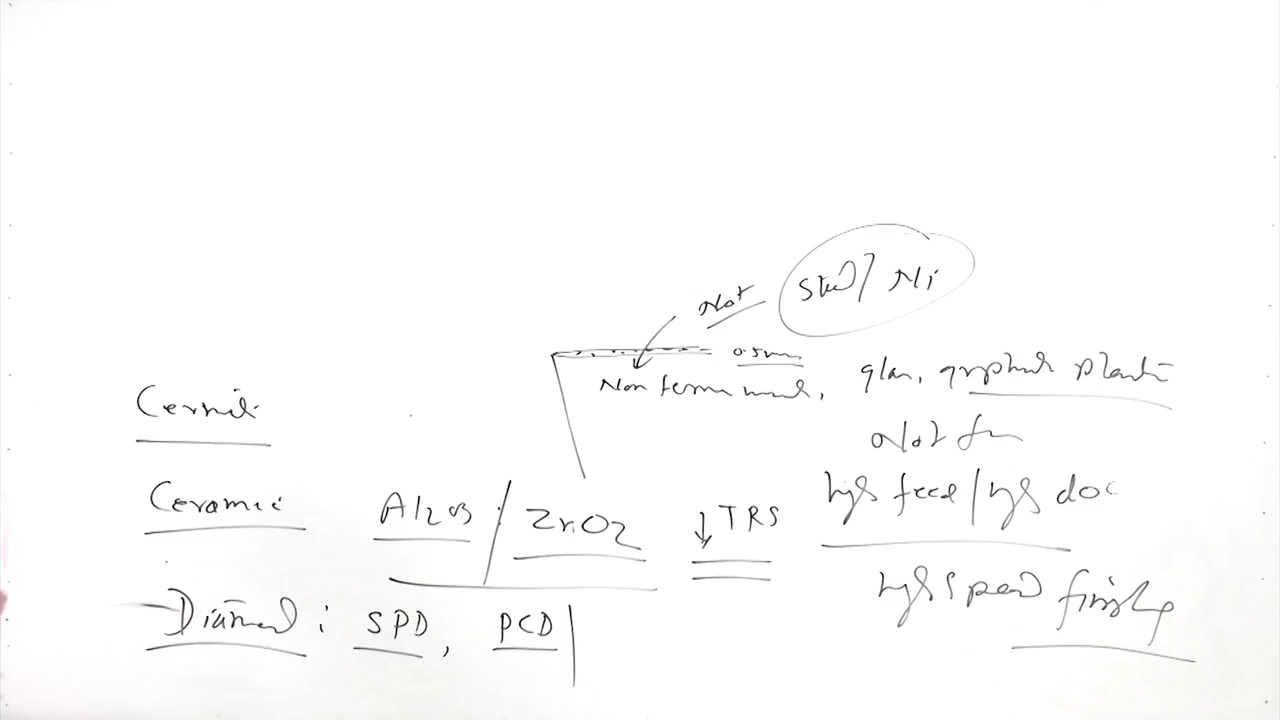 Not Steel / Ni
0.5mm
Non ferrous metal, glass, graphite plastic
Cermet
Not for
Ceramic Al2O3 / ZrO2 ↓ TRS high feed / high doc
high speed finishing
Diamond : SPD, PCD